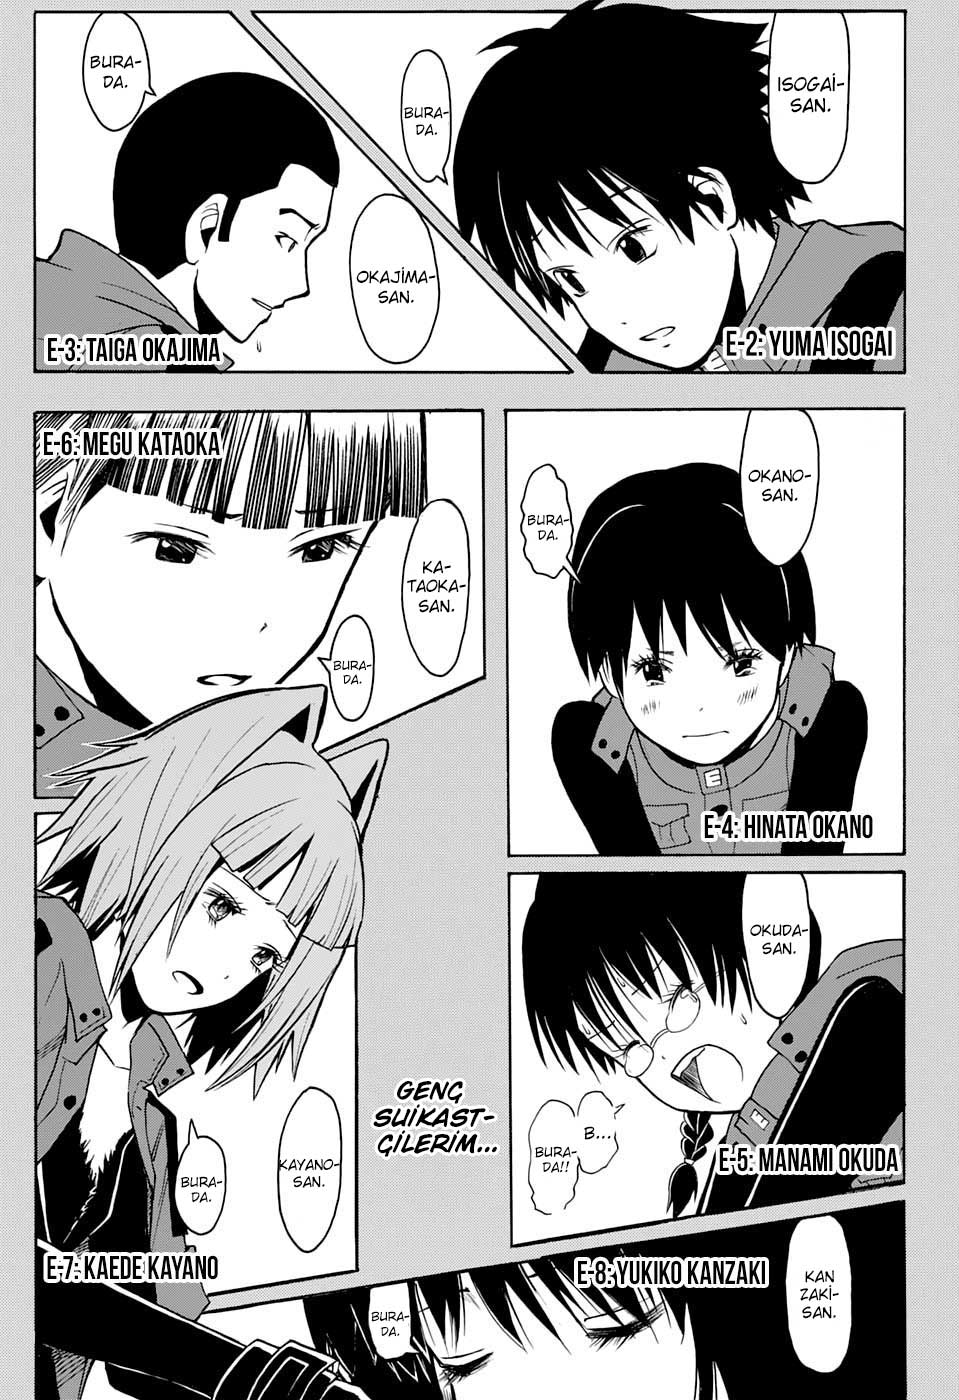 ISOGAİ-
SAN.
BURA-
DA.
E-2: YUMA ISOGAI
OKAJİMA-
SAN.
BURA-
DA.
E-3: TAIGA OKAJIMA
OKANO-
SAN.
BURA-
DA.
E-4: HINATA OKANO
E
OKUDA-
SAN.
B...
BURA-
DA!!
E-5: MANAMI OKUDA
E-6: MEGU KATAOKA
KA-
TAOKA-
SAN.
BURA-
DA.
KAYANO-
SAN.
BURA-
DA.
E-7: KAEDE KAYANO
GENÇ
SUİKAST-
ÇİLERİM...
KAN
ZAKİ-
SAN.
BURA-
DA.
E-8: YUKIKO KANZAKI